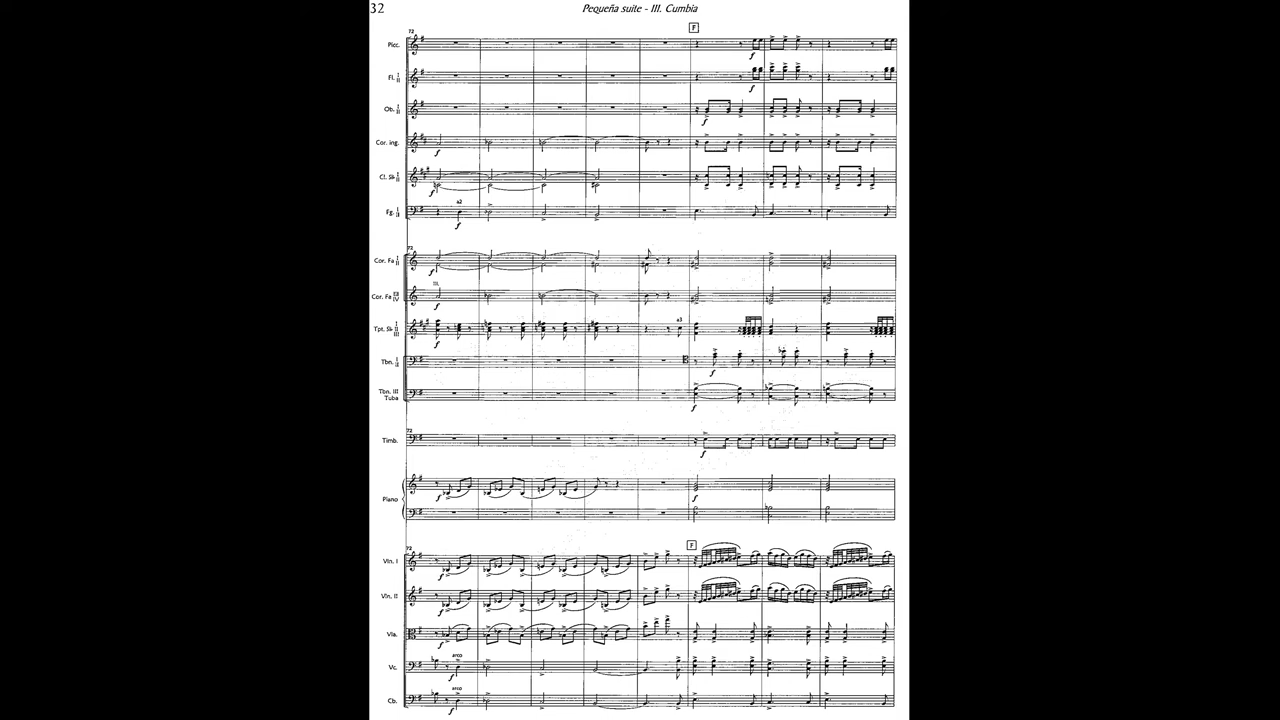 32
Pequeña suite - III. Cumbia
F
72
Picc.
f
Fl. I II
f
Ob. I II
f
Cor. ing.
f
Cl. Sib I II
f
a2
Fg. I II
f
72
Cor. Fa I II
f
III.
Cor. Fa III IV
f
a3
Tpt. Sib I II III
f
Tbn. I II
f
Tbn. III
Tuba
f
72
Timb.
f
Piano
f
f
F
72
Vln. I
f
Vln. II
f
Vla.
f
arco
Vc.
f
arco
Cb.
f